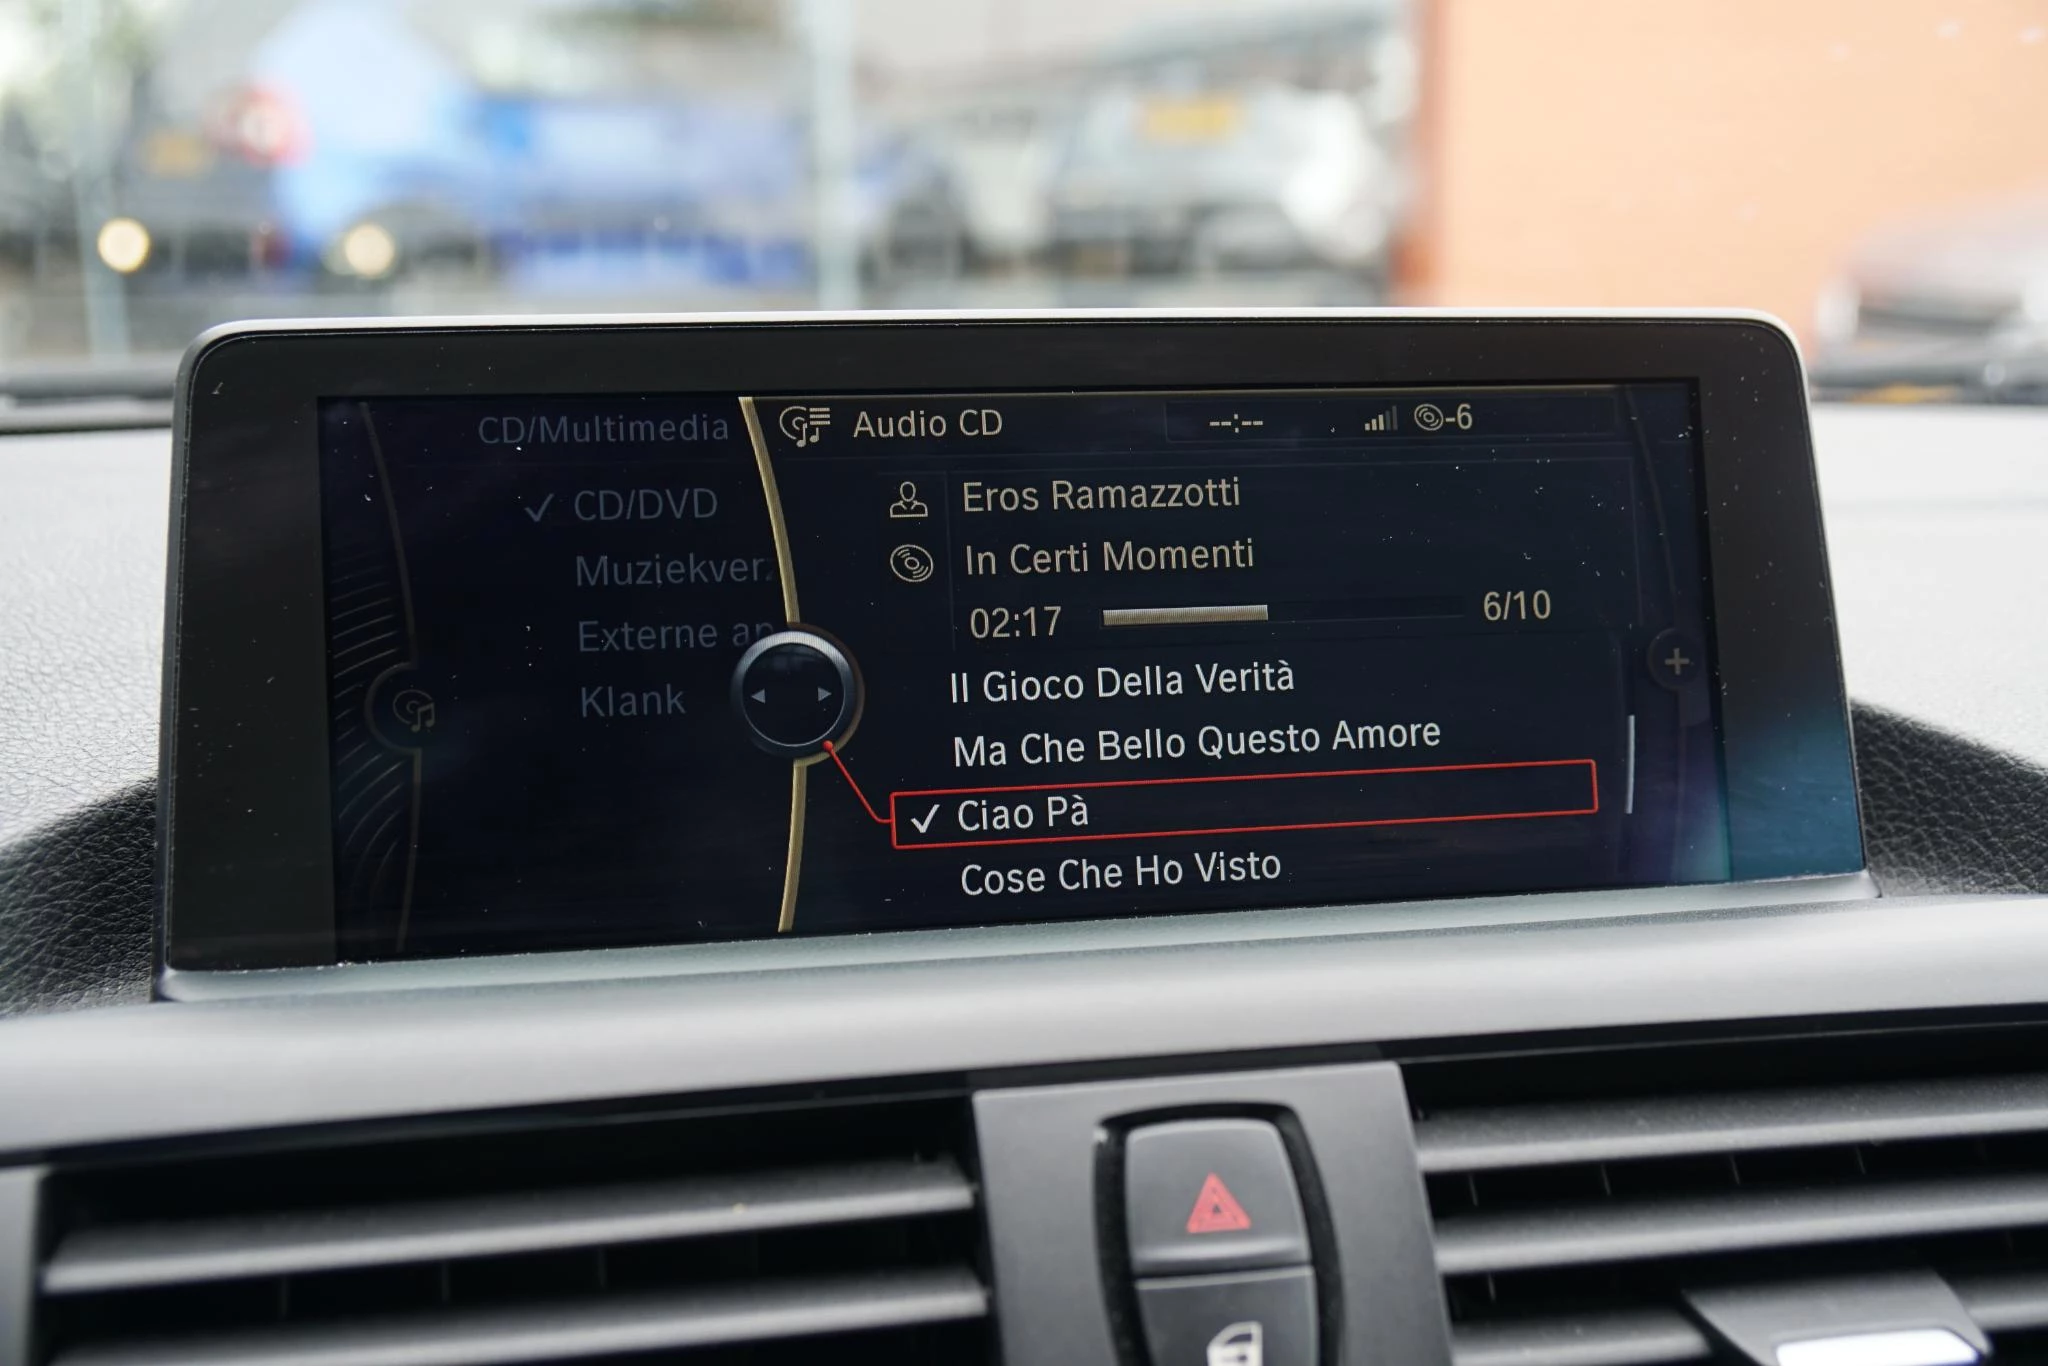 CD/Multimedia
✓ CD/DVD
Muziekver
Externe ap
Klank
Audio CD
--:--
-6
Eros Ramazzotti
In Certi Momenti
02:17
6/10
Il Gioco Della Verità
Ma Che Bello Questo Amore
✓ Ciao Pà
Cose Che Ho Visto